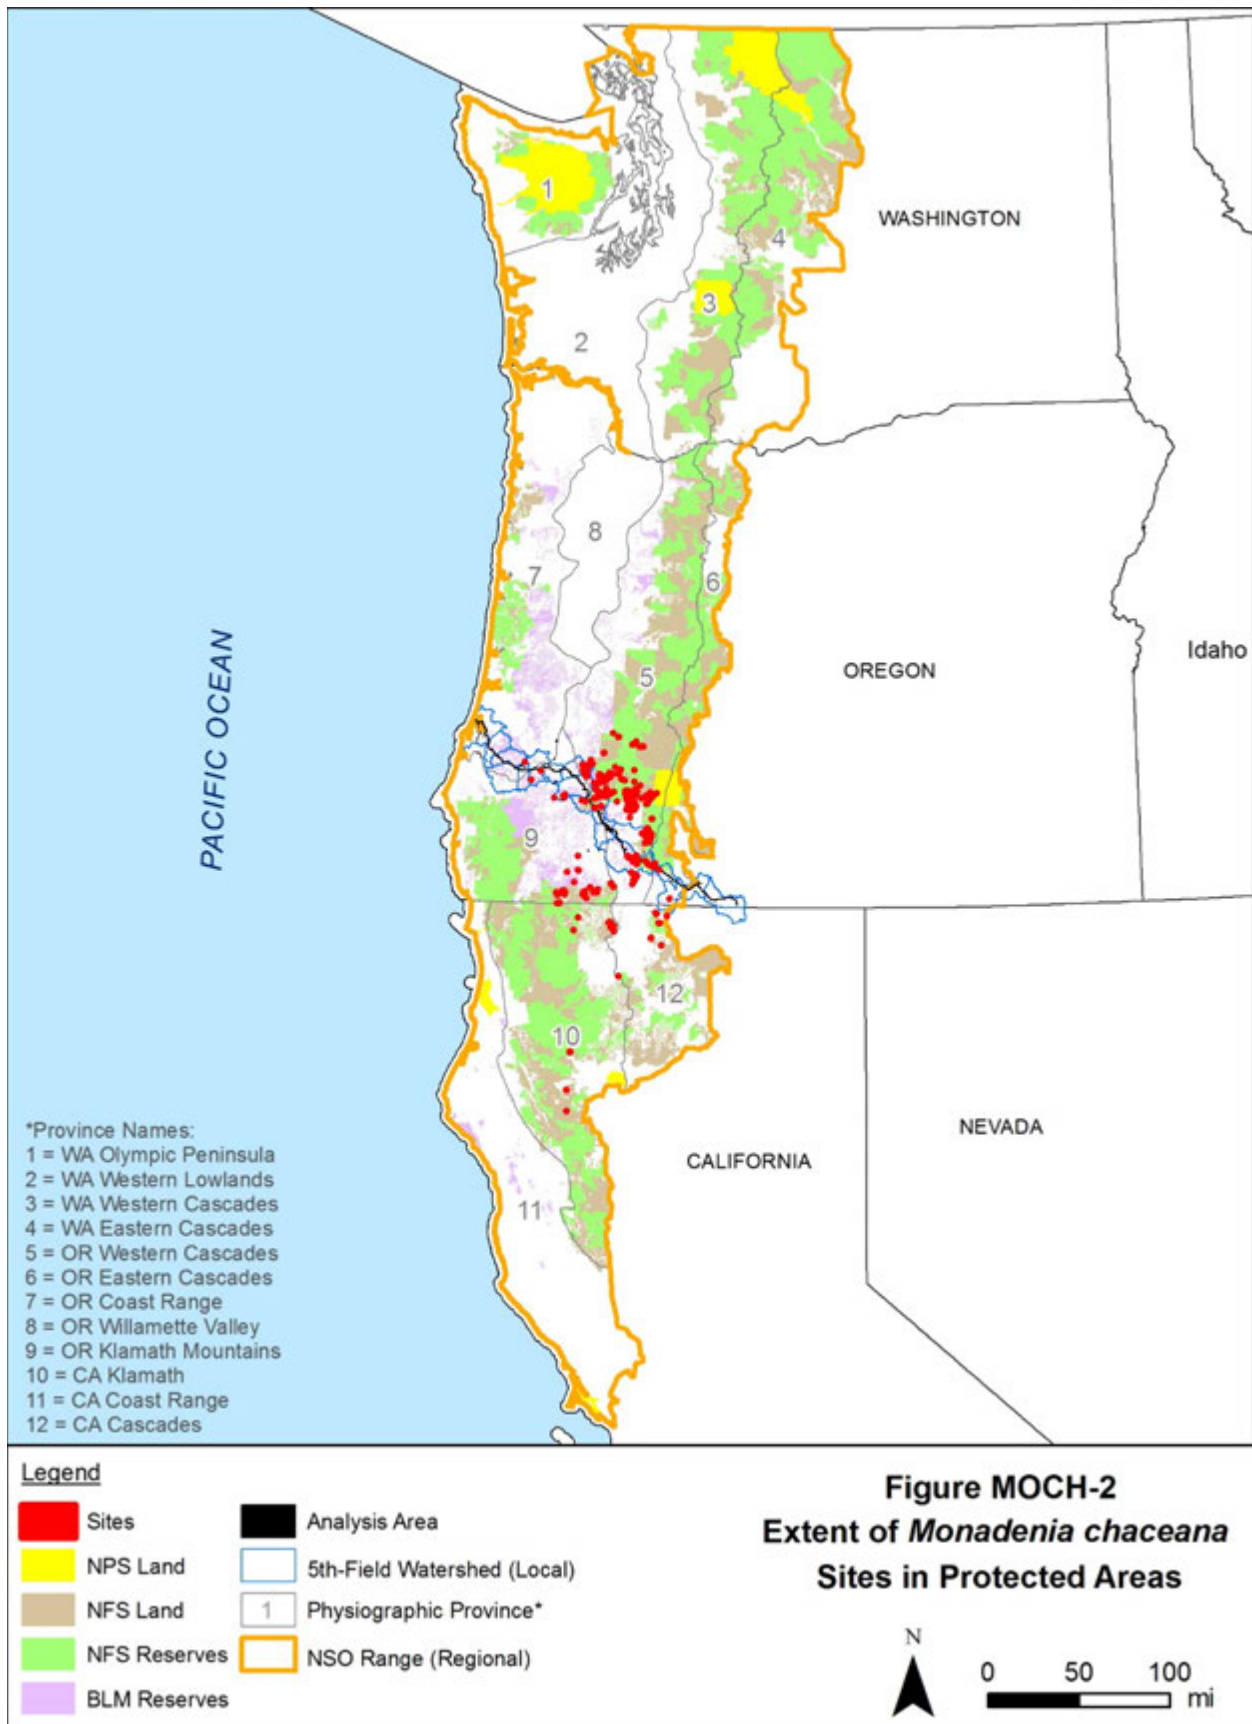 1
WASHINGTON
4
3
2
8
7
6
Idaho
5
OREGON
PACIFIC OCEAN
9
12
10
NEVADA
CALIFORNIA
11
*Province Names:
1 = WA Olympic Peninsula
2 = WA Western Lowlands
3 = WA Western Cascades
4 = WA Eastern Cascades
5 = OR Western Cascades
6 = OR Eastern Cascades
7 = OR Coast Range
8 = OR Willamette Valley
9 = OR Klamath Mountains
10 = CA Klamath
11 = CA Coast Range
12 = CA Cascades
Legend
Sites
NPS Land
NFS Land
NFS Reserves
BLM Reserves
Analysis Area
5th-Field Watershed (Local)
1 Physiographic Province*
NSO Range (Regional)
Figure MOCH-2
Extent of Monadenia chaceana
Sites in Protected Areas
N
0 50 100
mi